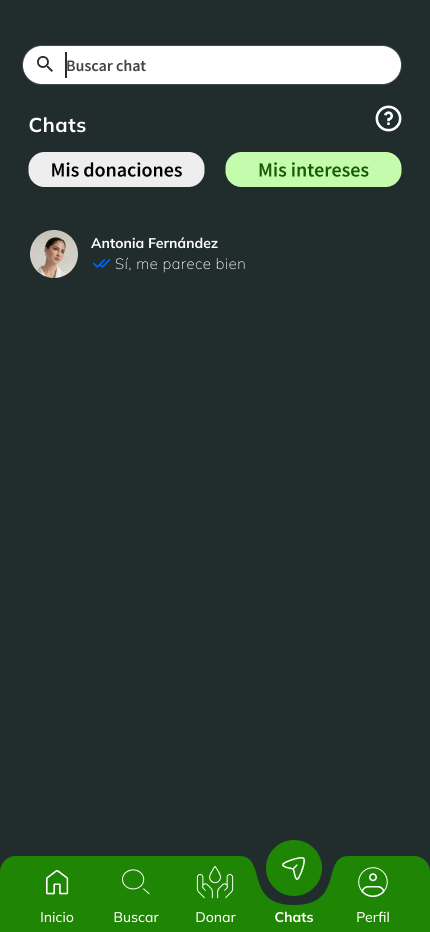 Buscar chat
Chats
Mis donaciones
Mis intereses
Antonia Fernández
Sí, me parece bien
Inicio
Buscar
Donar
Chats
Perfil